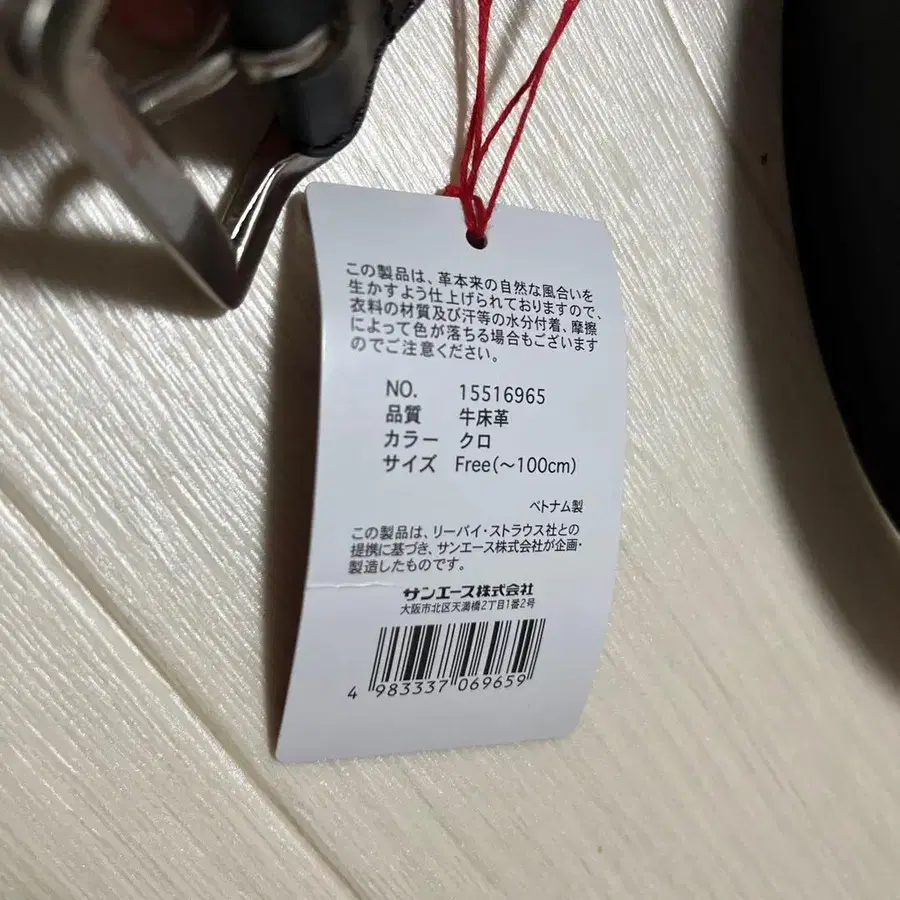 この製品は、革本来の自然な風合いを
生かすよう仕上げられておりますので、
衣料の材質及び汗等の水分付着、摩擦
によって色が落ちる場合もございます
のでご注意ください。
NO. 15516965
品質 牛床革
カラー クロ
サイズ Free(〜100cm)
ベトナム製
この製品は、リーバイ・ストラウス社との
提携に基づき、サンエース株式会社が企画・
製造したものです。
サンエース株式会社
大阪市北区天満橋2丁目1番2号
4 983337 069659